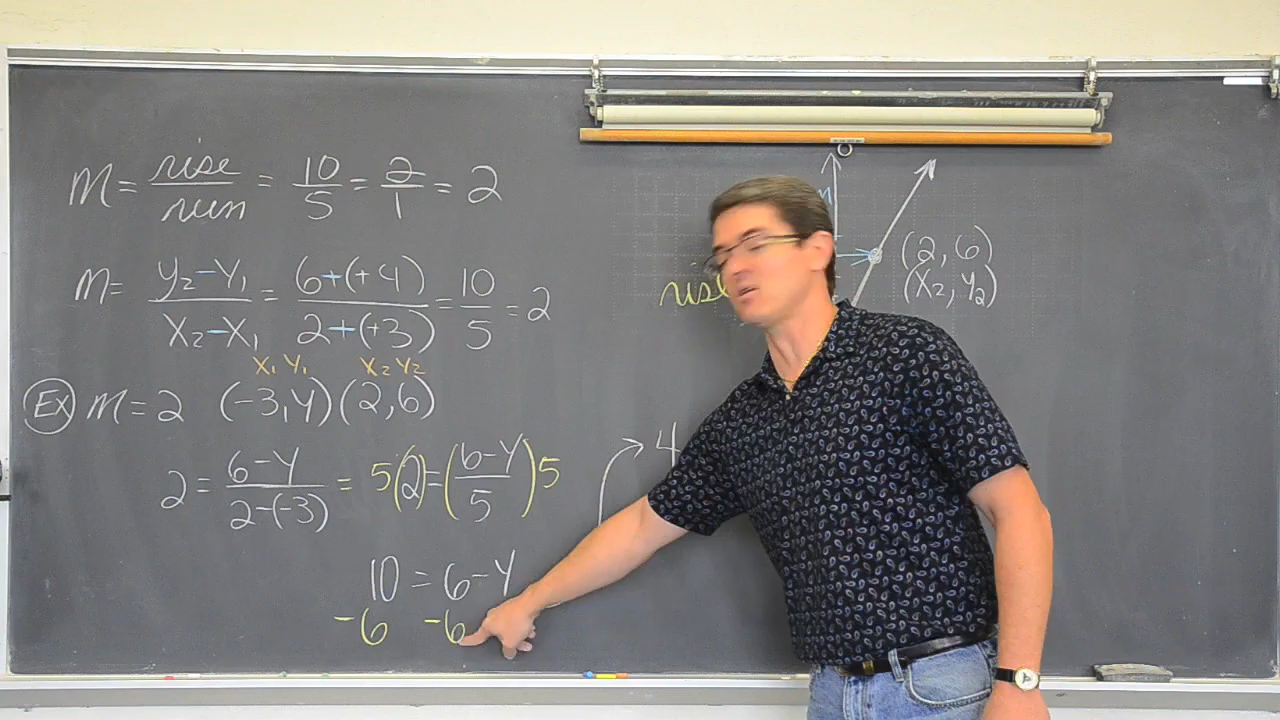 M = rise/run = 10/5 = 2/1 = 2
M = Y₂-Y₁/X₂-X₁ = 6+(+4)/2+(+3) = 10/5 = 2
X₁ Y₁ X₂ Y₂
Ex M = 2 (-3, Y) (2, 6)
2 = 6-Y/2-(-3) = 5(2) = (6-Y/5)5
10 = 6-Y
-6 -6
(2, 6)
(X₂, Y₂)
rise
4